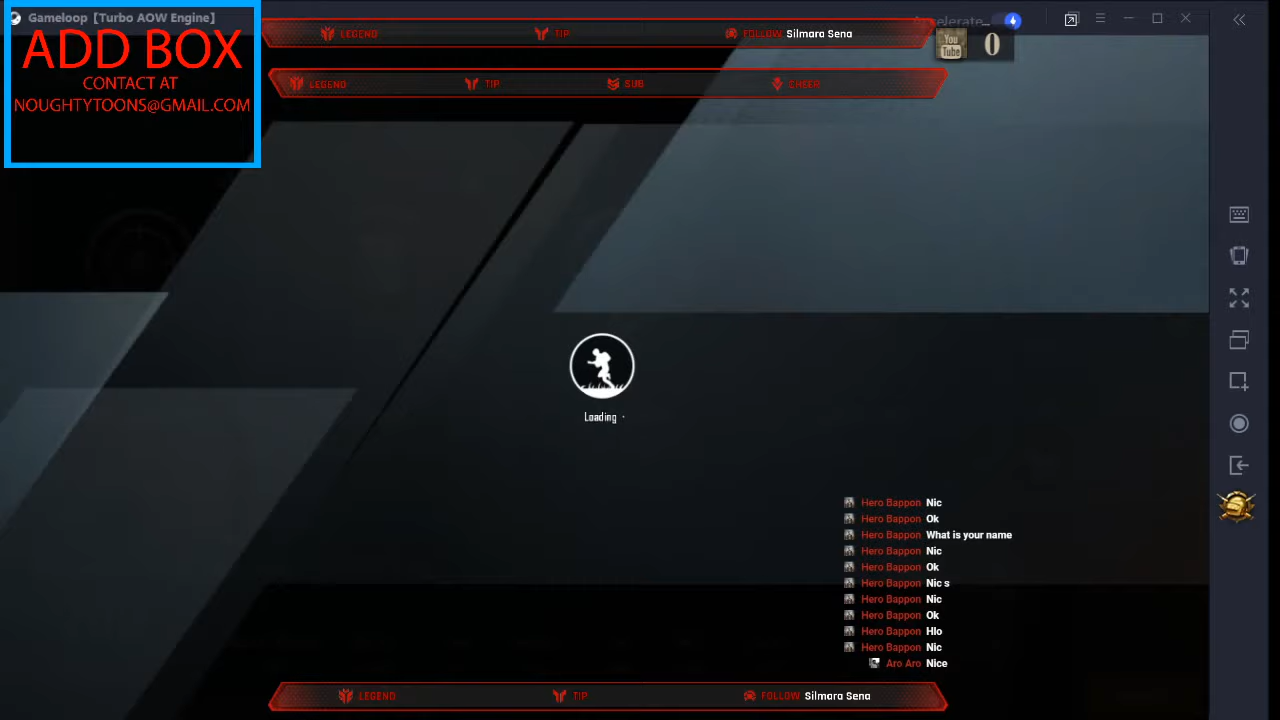 Gameloop【Turbo AOW Engine】
Accelerate_
ADD BOX
CONTACT AT
NOUGHTYTOONS@GMAIL.COM
LEGEND TIP FOLLOW Silmara Sena
You
Tube 0
LEGEND TIP SUB CHEER
Loading
Hero Bappon Nic
Hero Bappon Ok
Hero Bappon What is your name
Hero Bappon Nic
Hero Bappon Ok
Hero Bappon Nic s
Hero Bappon Nic
Hero Bappon Ok
Hero Bappon Hlo
Hero Bappon Nic
Aro Aro Nice
LEGEND TIP FOLLOW Silmara Sena